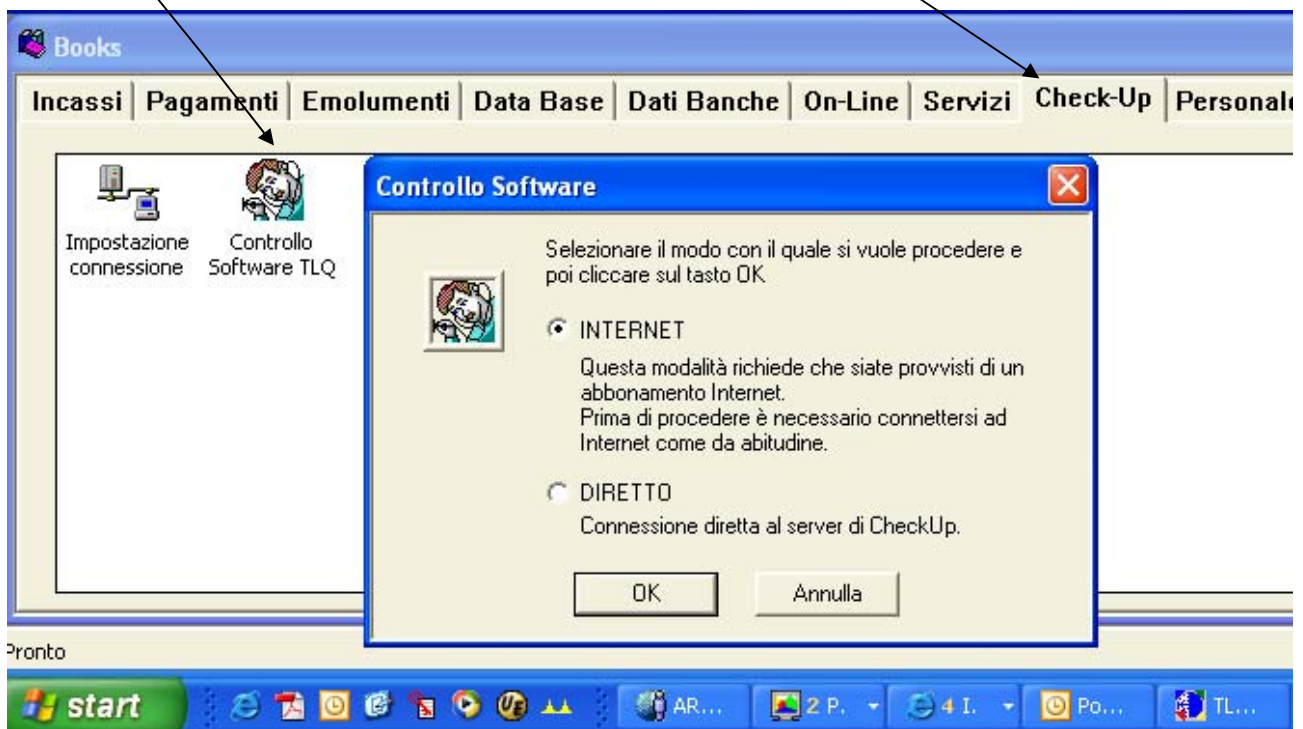 Books
Incassi Pagamenti Emolumenti Data Base Dati Banche On-Line Servizi Check-Up Personale
Impostazione
connessione
Controllo
Software TLQ
Controllo Software
Selezionare il modo con il quale si vuole procedere e
poi cliccare sul tasto OK
INTERNET
Questa modalità richiede che siate provvisti di un
abbonamento Internet.
Prima di procedere è necessario connettersi ad
Internet come da abitudine.
DIRETTO
Connessione diretta al server di CheckUp.
OK Annulla
Pronto
start AR... 2 P. 4 I. Po... TL...